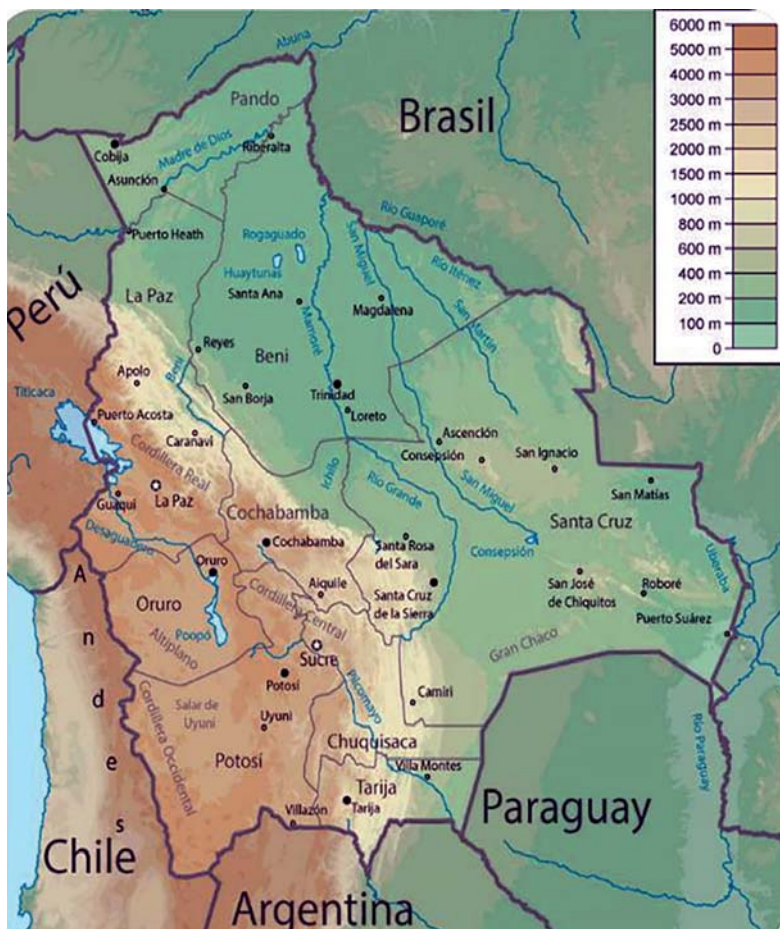 6000 m
5000 m
4000 m
3000 m
2500 m
2000 m
1500 m
1000 m
800 m
600 m
400 m
200 m
100 m
0
Abuna
Pando
Brasil
Cobija
Madre de Dios
Riberalta
Asunción
Puerto Heath
Rogaguado
Río Guaporé
San Miguel
Río Iténez
Huaytunas
La Paz
Santa Ana
Magdalena
San Martín
Mamoré
Perú
Reyes
Beni
Beni
Apolo
San Borja
Trinidad
Loreto
Titicaca
Puerto Acosta
Caranavi
Cordillera Real
Ascención
Consepsión
San Ignacio
Ichilo
Río Grande
San Miguel
San Matías
Guaqui
La Paz
Cochabamba
Santa Cruz
Desaguadero
Cochabamba
Santa Rosa
del Sara
Consepsión
Uberaba
Oruro
Aiquile
Santa Cruz
de la Sierra
San José
de Chiquitos
Roboré
Puerto Suárez
Oruro
Cordillera Central
Altiplano
Poopó
Sucre
Gran Chaco
Potosí
Pilcomayo
Camiri
Salar de
Uyuni
Uyuni
Cordillera Occidental
Chuquisaca
Río Paraguay
Potosí
Villa Montes
Tarija
Tarija
Paraguay
Villazón
A
n
d
e
s
Chile
Argentina